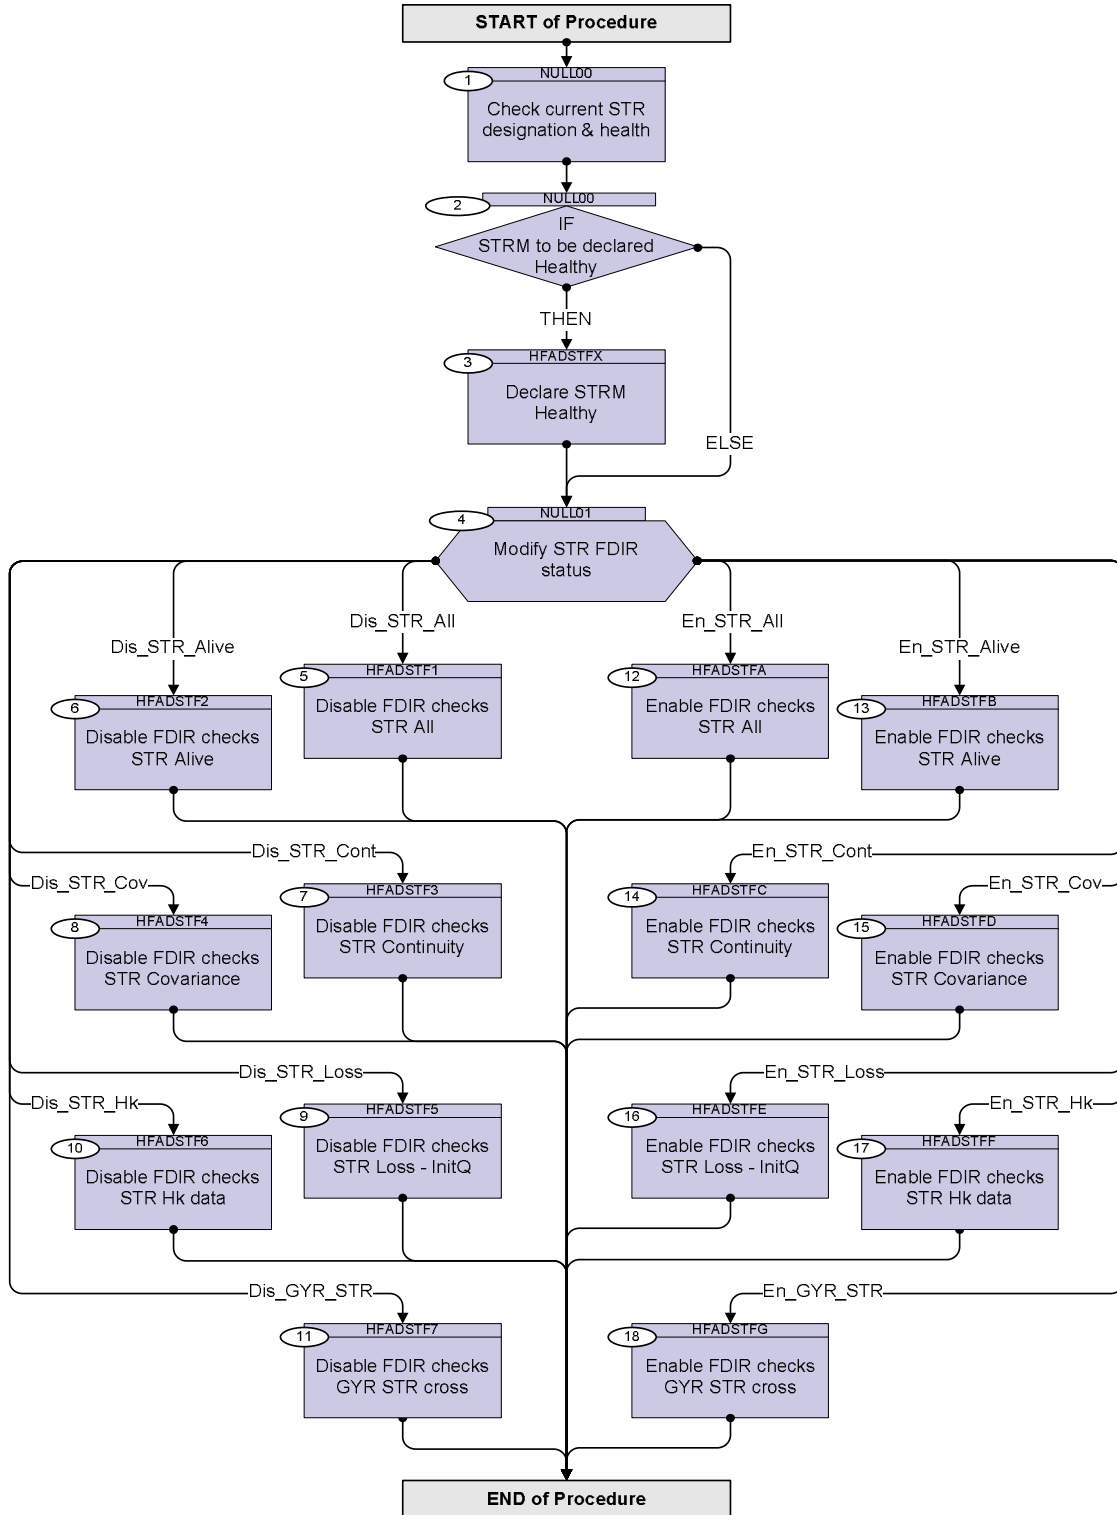 START of Procedure
NULL00
1
Check current STR
designation & health
NULL00
2
IF
STRM to be declared
Healthy
THEN
HFADSTFX
3
Declare STRM
Healthy
ELSE
NULL01
4
Modify STR FDIR
status
Dis_STR_Alive
Dis_STR_All
En_STR_All
En_STR_Alive
HFADSTF1
5
Disable FDIR checks
STR All
HFADSTF2
6
Disable FDIR checks
STR Alive
HFADSTFA
12
Enable FDIR checks
STR All
HFADSTFB
13
Enable FDIR checks
STR Alive
Dis_STR_Cont
Dis_STR_Cov
En_STR_Cont
En_STR_Cov
HFADSTF3
7
Disable FDIR checks
STR Continuity
HFADSTF4
8
Disable FDIR checks
STR Covariance
HFADSTFC
14
Enable FDIR checks
STR Continuity
HFADSTFD
15
Enable FDIR checks
STR Covariance
Dis_STR_Loss
Dis_STR_Hk
En_STR_Loss
En_STR_Hk
HFADSTF5
9
Disable FDIR checks
STR Loss - InitQ
HFADSTF6
10
Disable FDIR checks
STR Hk data
HFADSTFE
16
Enable FDIR checks
STR Loss - InitQ
HFADSTFF
17
Enable FDIR checks
STR Hk data
Dis_GYR_STR
En_GYR_STR
HFADSTF7
11
Disable FDIR checks
GYR STR cross
HFADSTFG
18
Enable FDIR checks
GYR STR cross
END of Procedure